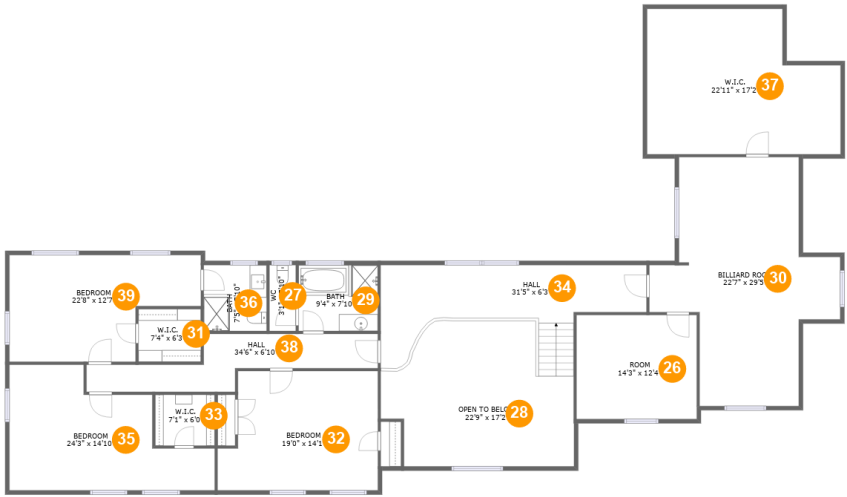 W.I.C.
22'11" x 17'2
37
BILLIARD ROO
22'7" x 29'5
30
BEDROOM
22'8" x 12'7
39
W.I.C.
7'4" x 6'3
31
BATH
36
WC
27
BATH
9'4" x 7'10
29
HALL
31'5" x 6'3
34
HALL
34'6" x 6'10
38
ROOM
14'3" x 12'4
26
OPEN TO BELO
22'9" x 17'2
28
W.I.C.
7'1" x 6'0
33
BEDROOM
24'3" x 14'10
35
BEDROOM
19'0" x 14'1
32